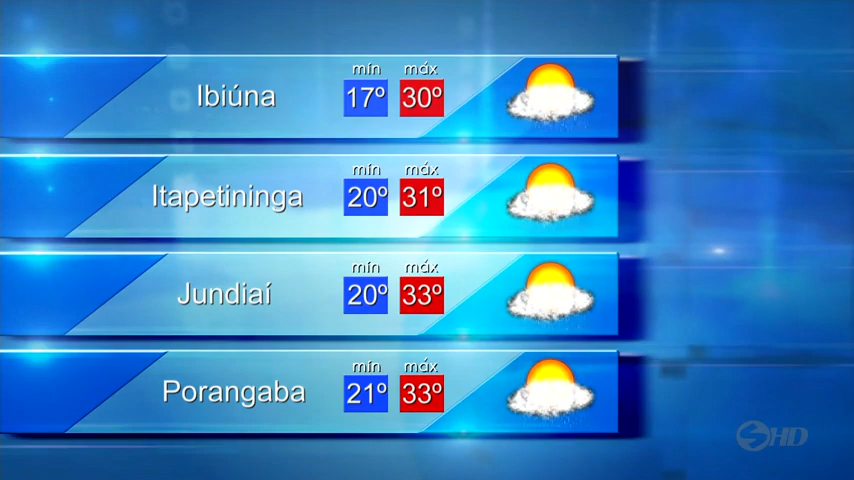 mín máx
Ibiúna 17º 30º
mín máx
Itapetininga 20º 31º
mín máx
Jundiaí 20º 33º
mín máx
Porangaba 21º 33º
HD